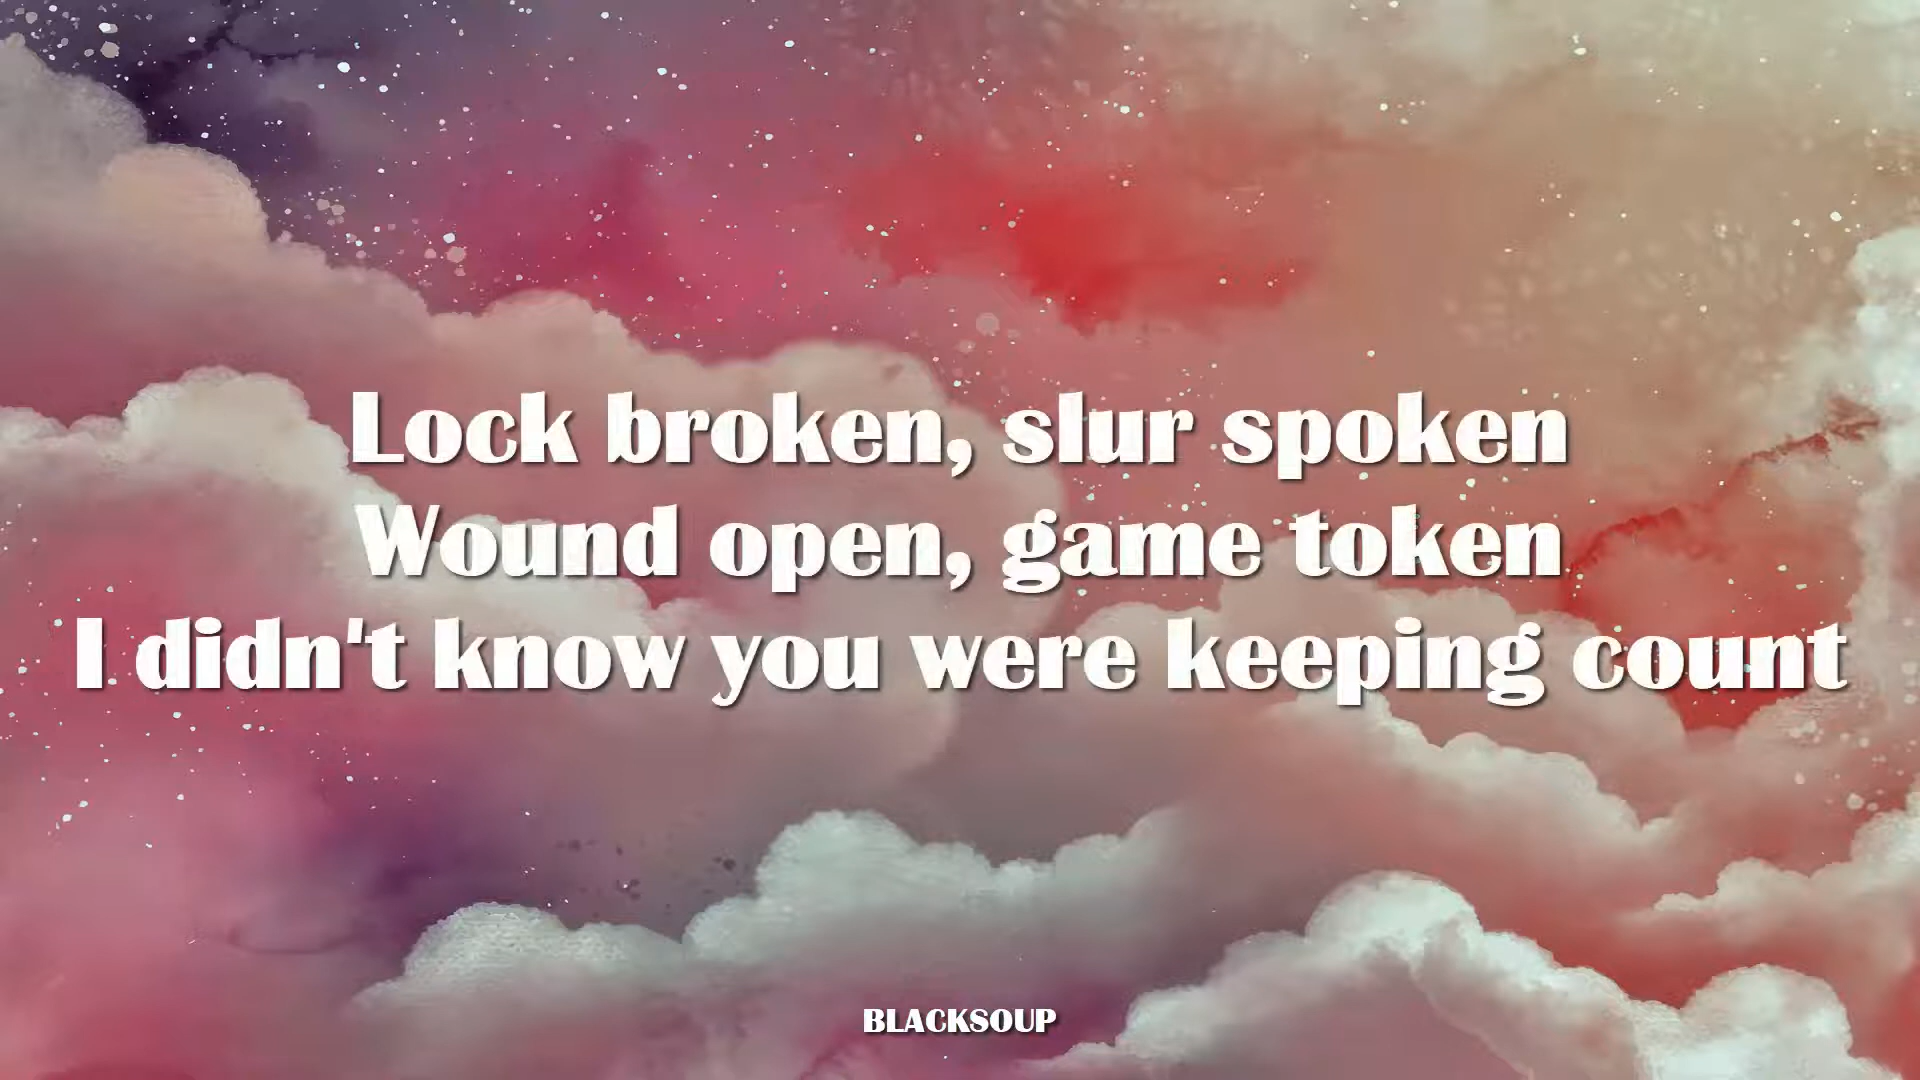 Lock broken, slur spoken
Wound open, game token
I didn't know you were keeping count
BLACKSOUP